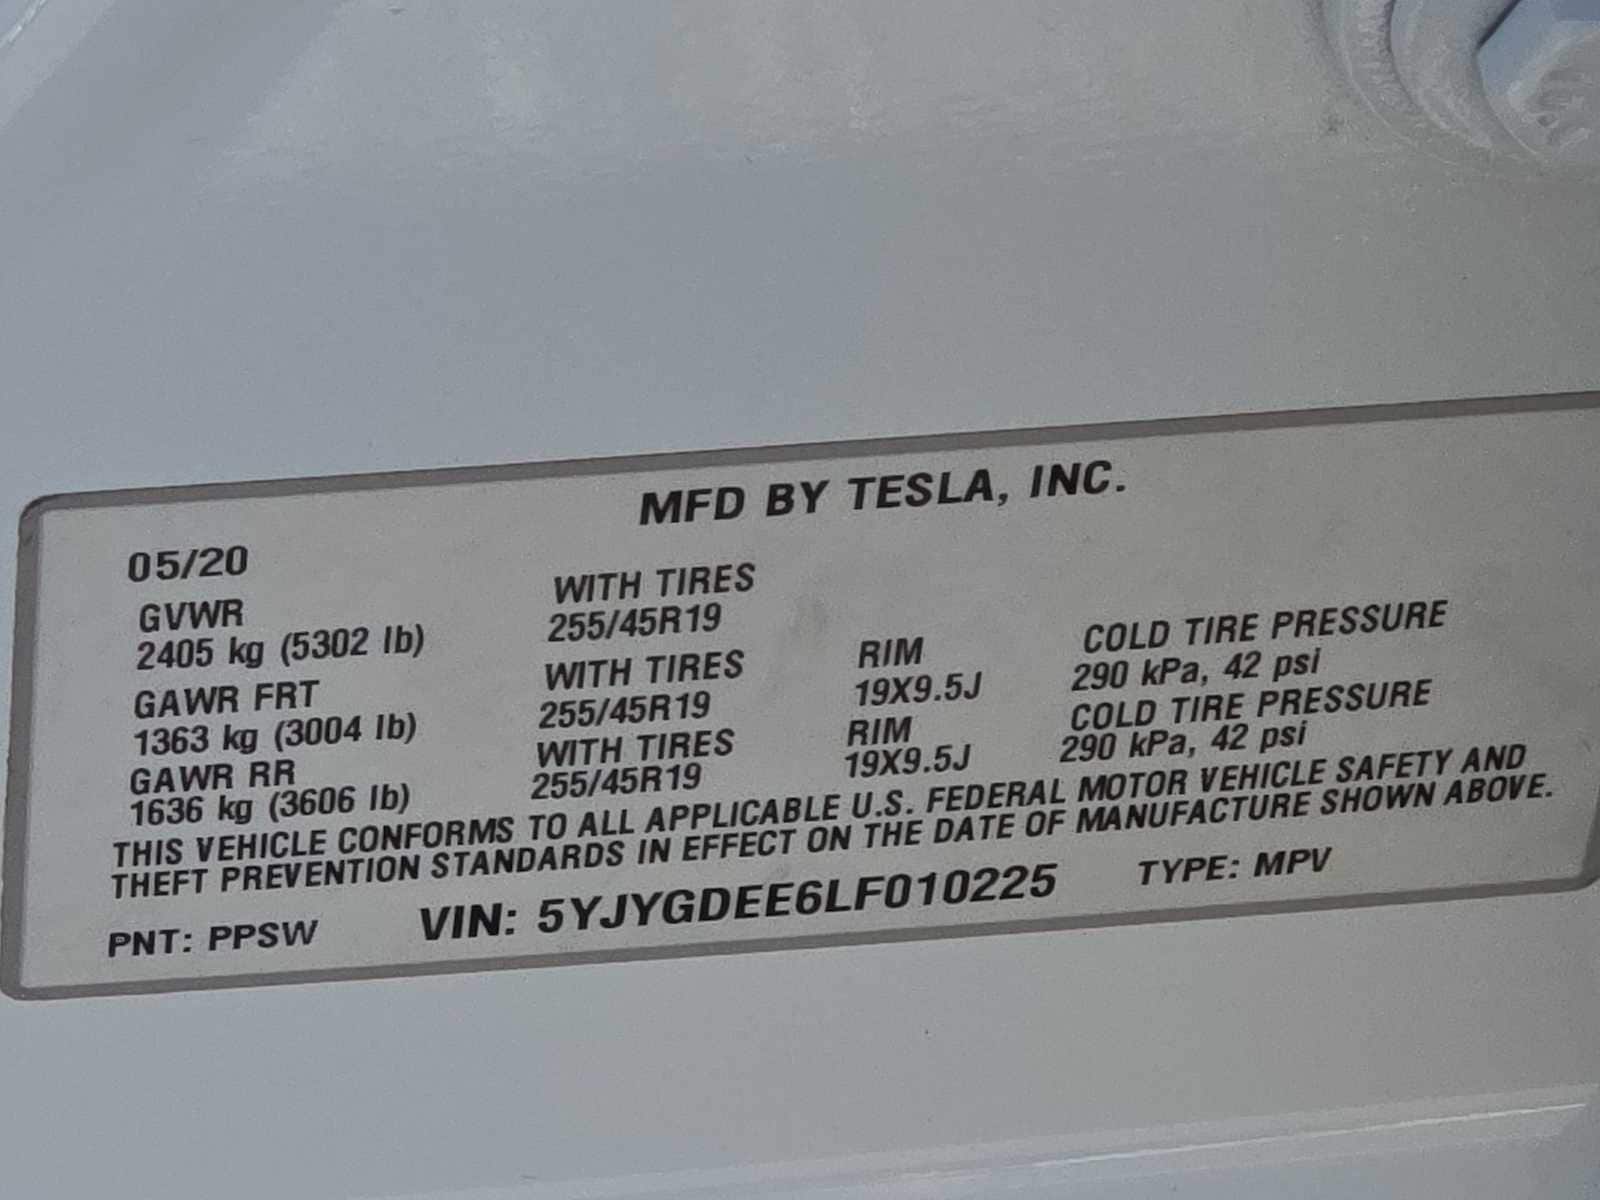 MFD BY TESLA, INC.
05/20
GVWR
2405 kg (5302 lb)
WITH TIRES
255/45R19
GAWR FRT
1363 kg (3004 lb)
WITH TIRES
255/45R19
RIM
19X9.5J
COLD TIRE PRESSURE
290 kPa, 42 psi
GAWR RR
1636 kg (3606 lb)
WITH TIRES
255/45R19
RIM
19X9.5J
COLD TIRE PRESSURE
290 kPa, 42 psi
THIS VEHICLE CONFORMS TO ALL APPLICABLE U.S. FEDERAL MOTOR VEHICLE SAFETY AND
THEFT PREVENTION STANDARDS IN EFFECT ON THE DATE OF MANUFACTURE SHOWN ABOVE.
PNT: PPSW VIN: 5YJYGDEE6LF010225 TYPE: MPV